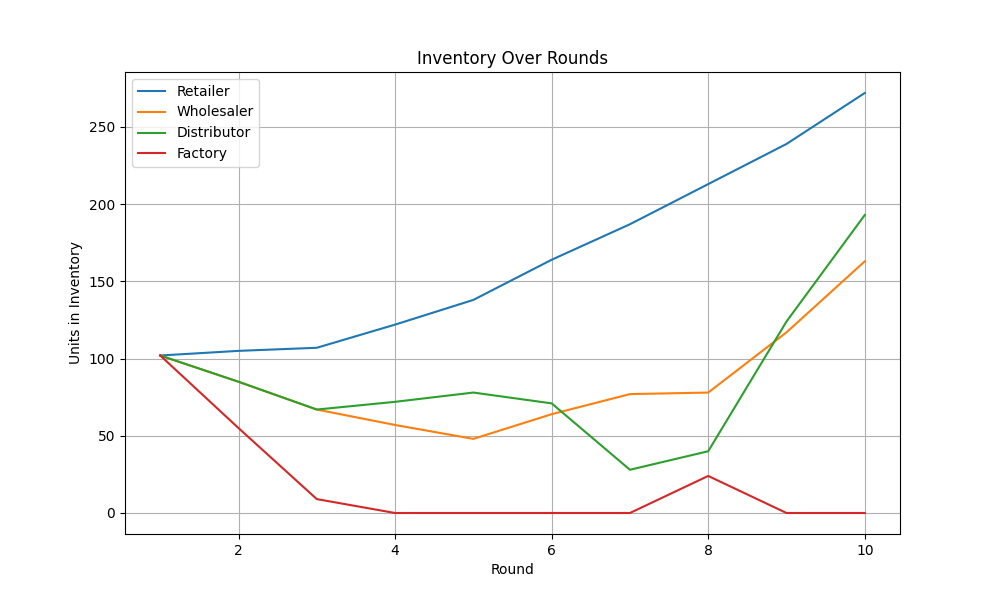 Inventory Over Rounds
Retailer
Wholesaler
Distributor
Factory
Units in Inventory
250
200
150
100
50
0
2 4 6 8 10
Round